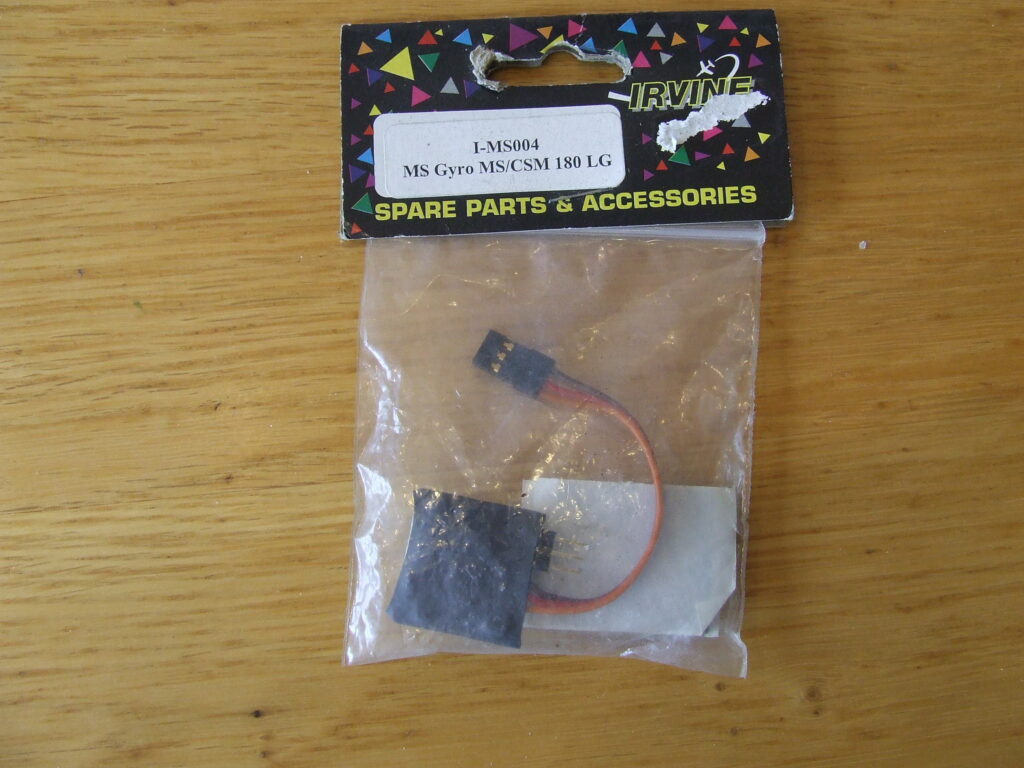 IRVINE
I-MS004
MS Gyro MS/CSM 180 LG
SPARE PARTS & ACCESSORIES